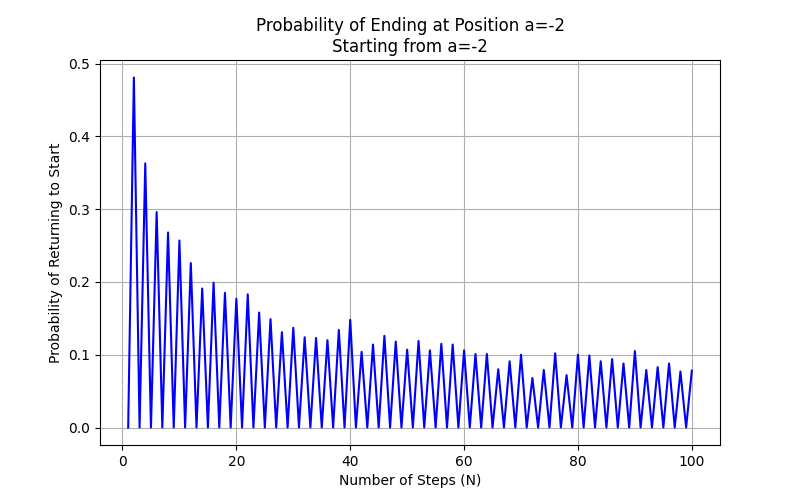 Probability of Ending at Position a=-2
Starting from a=-2
Probability of Returning to Start
0.5
0.4
0.3
0.2
0.1
0.0
0 20 40 60 80 100
Number of Steps (N)